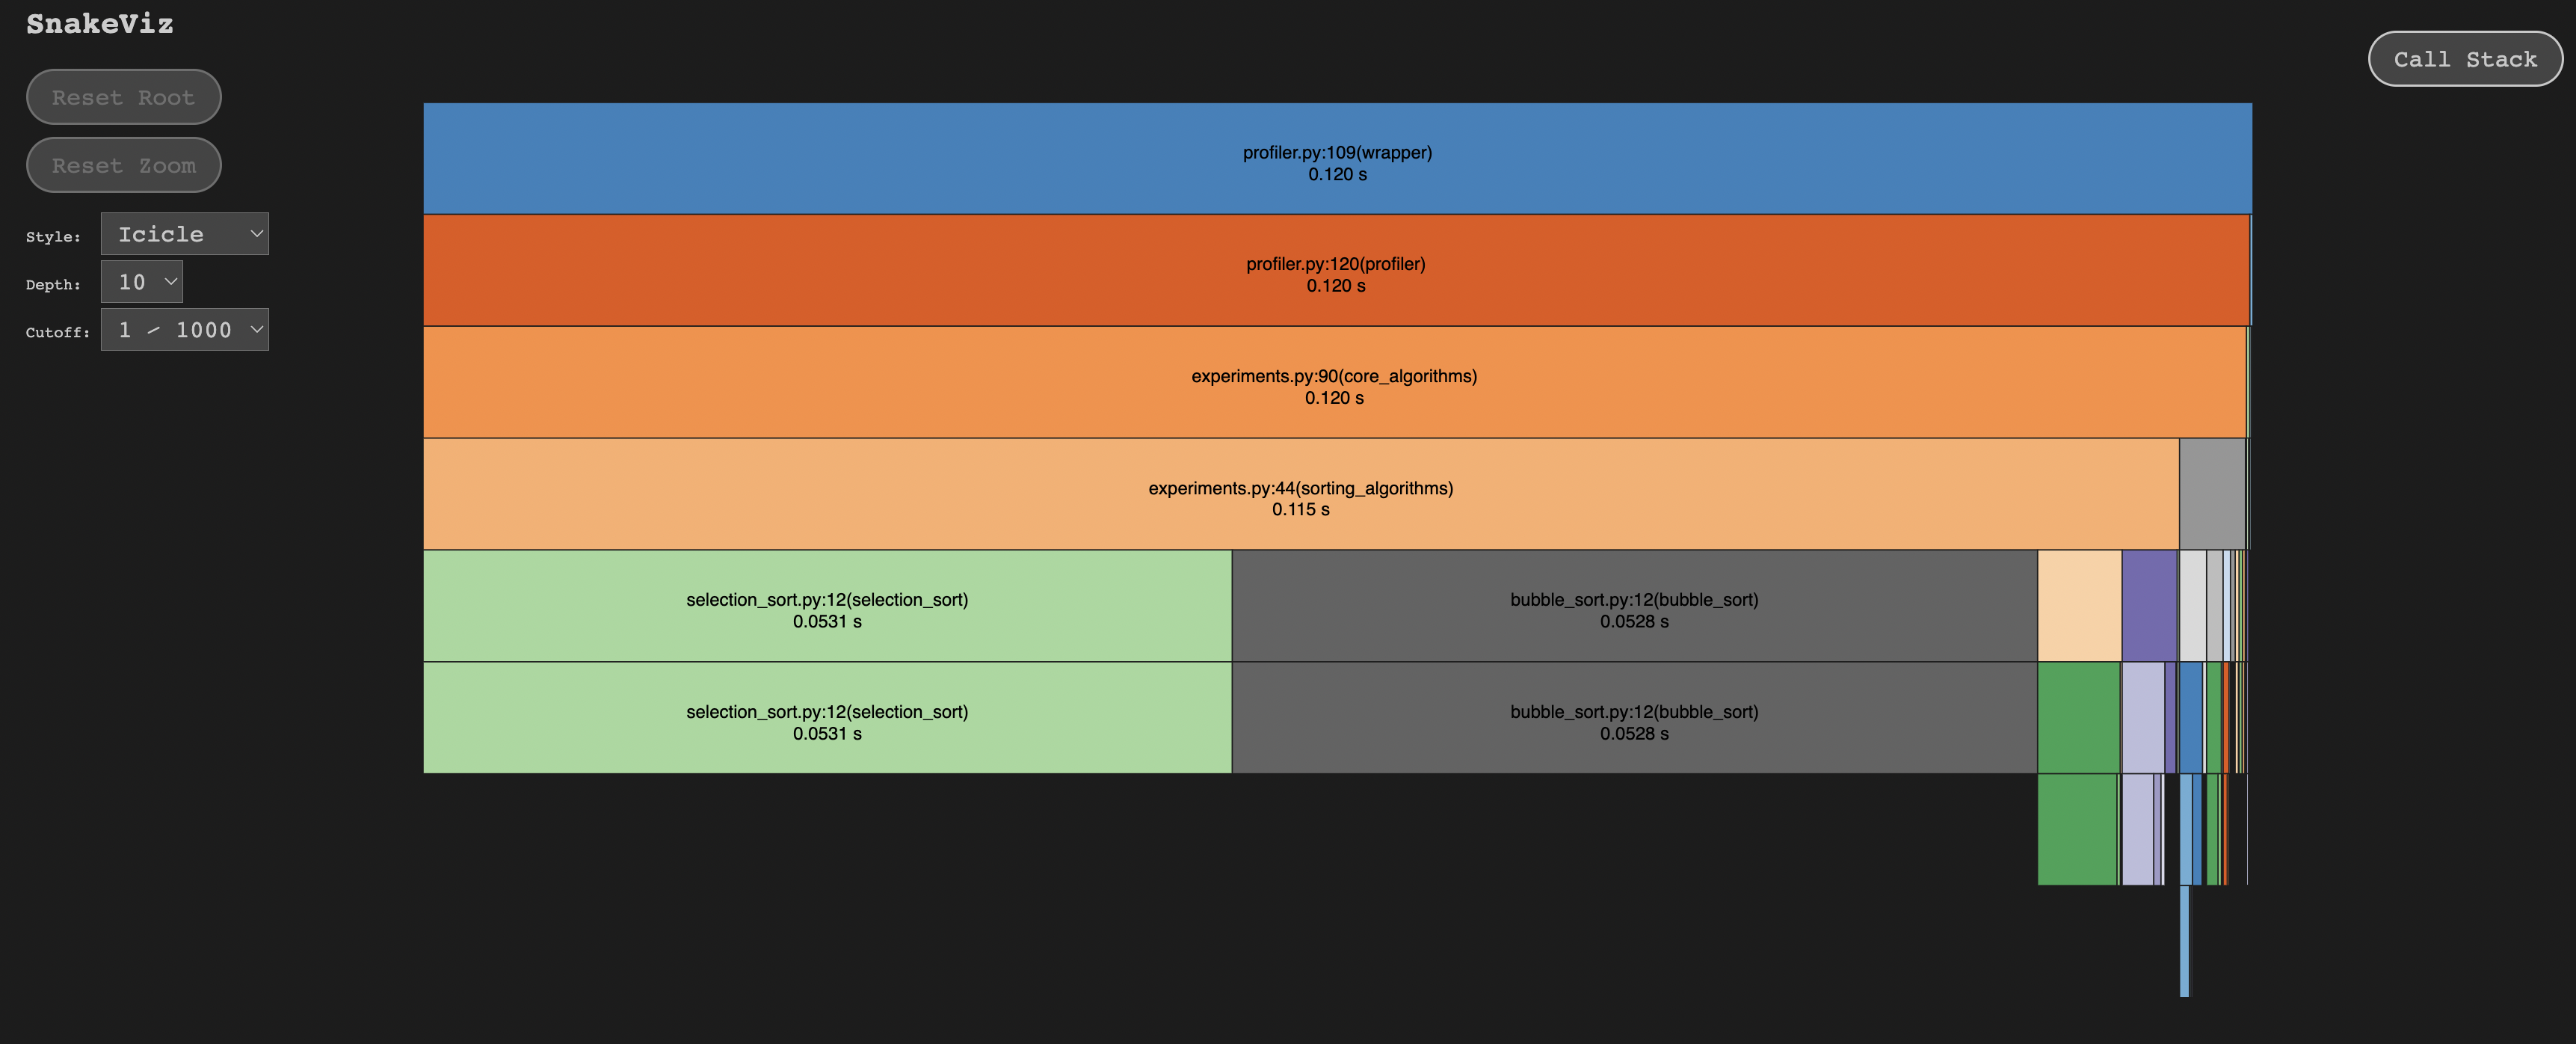 SnakeViz
Call Stack
Reset Root
Reset Zoom
Style: Icicle
Depth: 10
Cutoff: 1 / 1000
profiler.py:109(wrapper)
0.120 s
profiler.py:120(profiler)
0.120 s
experiments.py:90(core_algorithms)
0.120 s
experiments.py:44(sorting_algorithms)
0.115 s
selection_sort.py:12(selection_sort)
0.0531 s
bubble_sort.py:12(bubble_sort)
0.0528 s
selection_sort.py:12(selection_sort)
0.0531 s
bubble_sort.py:12(bubble_sort)
0.0528 s